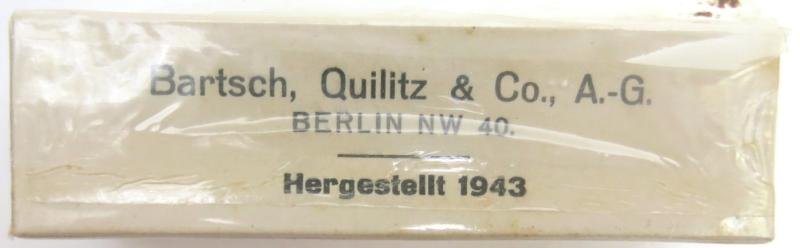 Bartsch, Quilitz & Co., A.-G.
BERLIN NW 40.
Hergestellt 1943